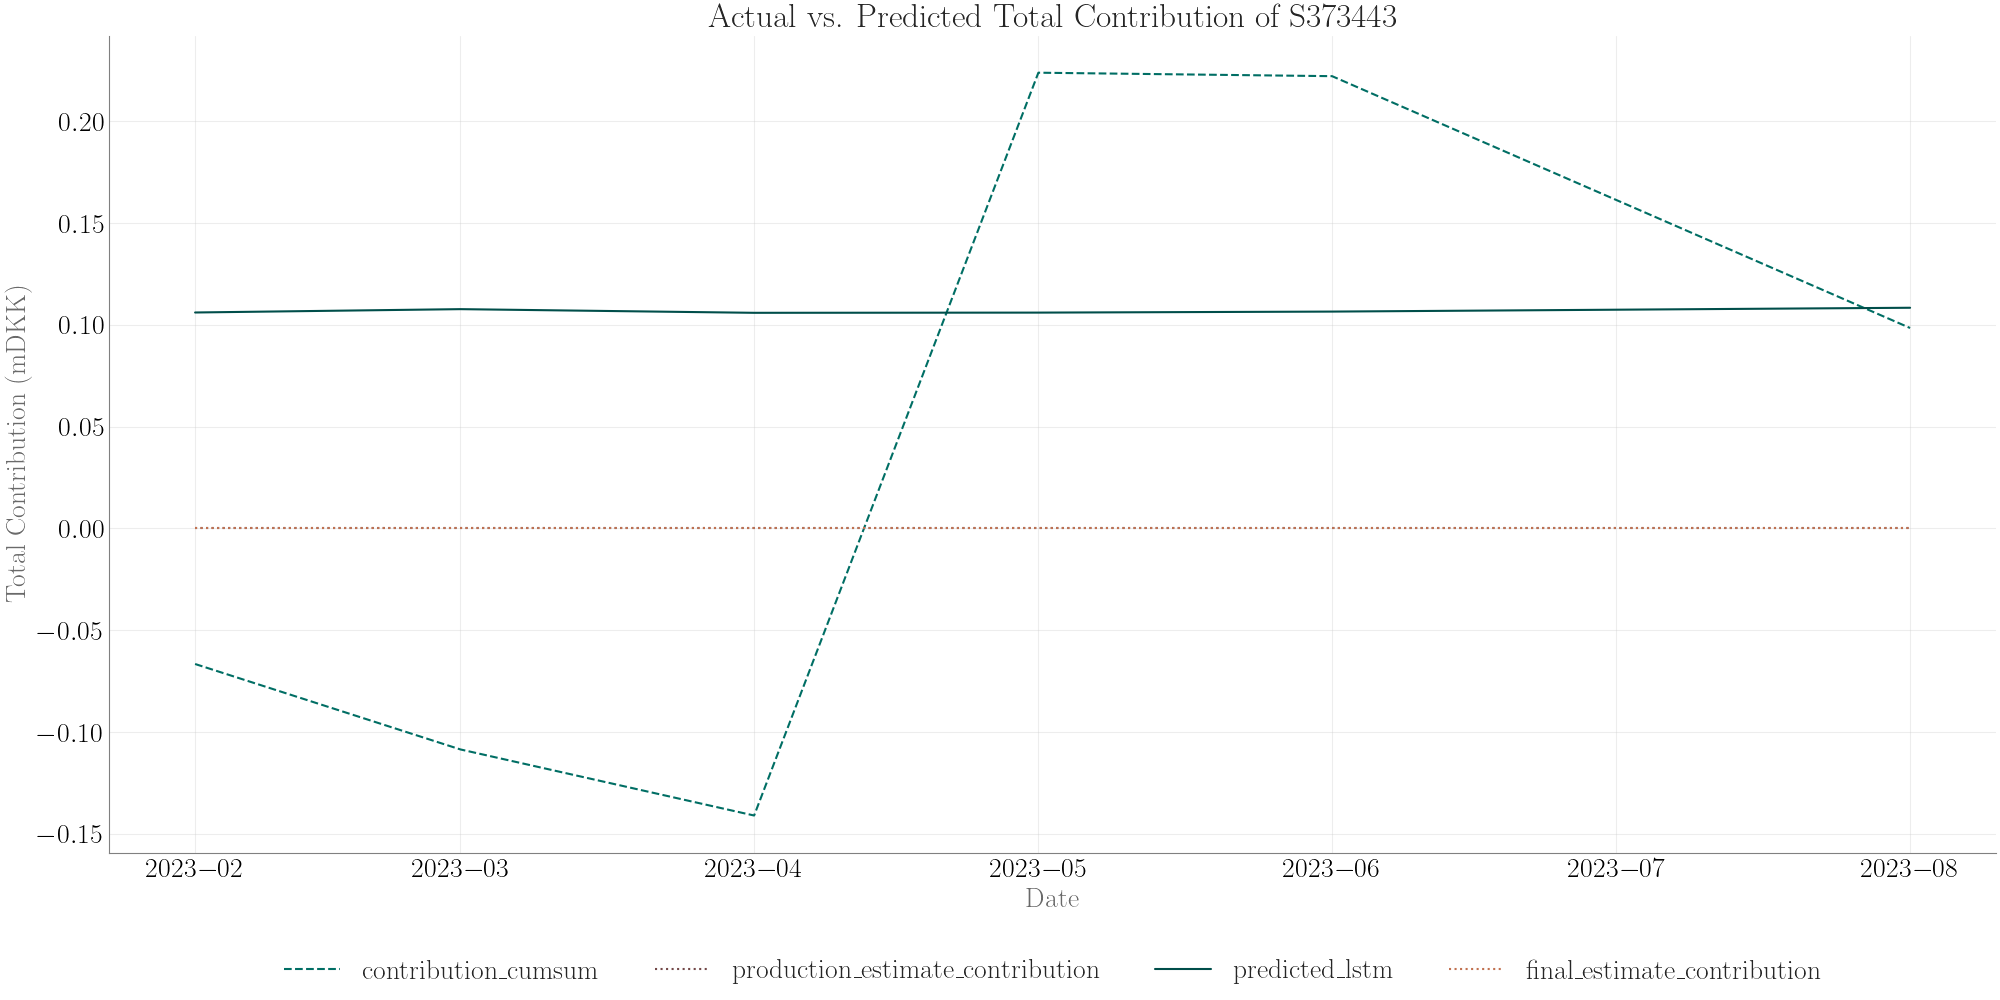 Actual vs. Predicted Total Contribution of S373443
Total Contribution (mDKK)
0.20
0.15
0.10
0.05
0.00
−0.05
−0.10
−0.15
2023−02 2023−03 2023−04 2023−05 2023−06 2023−07 2023−08
Date
contribution_cumsum production_estimate_contribution predicted_lstm final_estimate_contribution